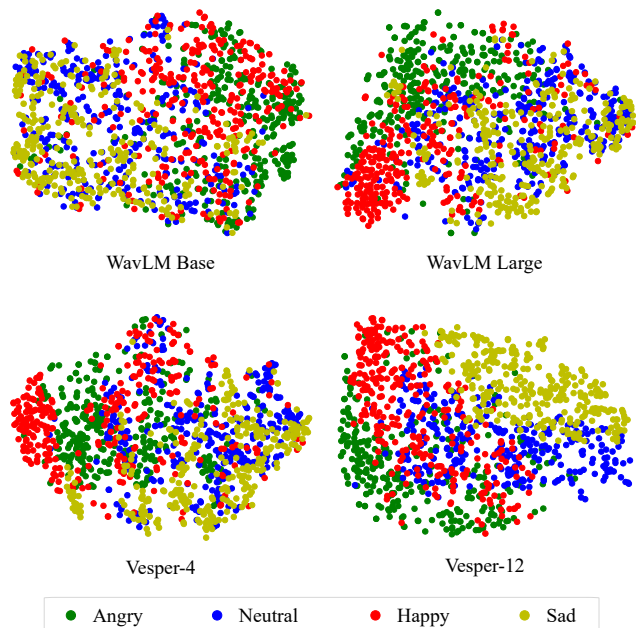 WavLM Base
WavLM Large
Vesper-4
Vesper-12
Angry Neutral Happy Sad